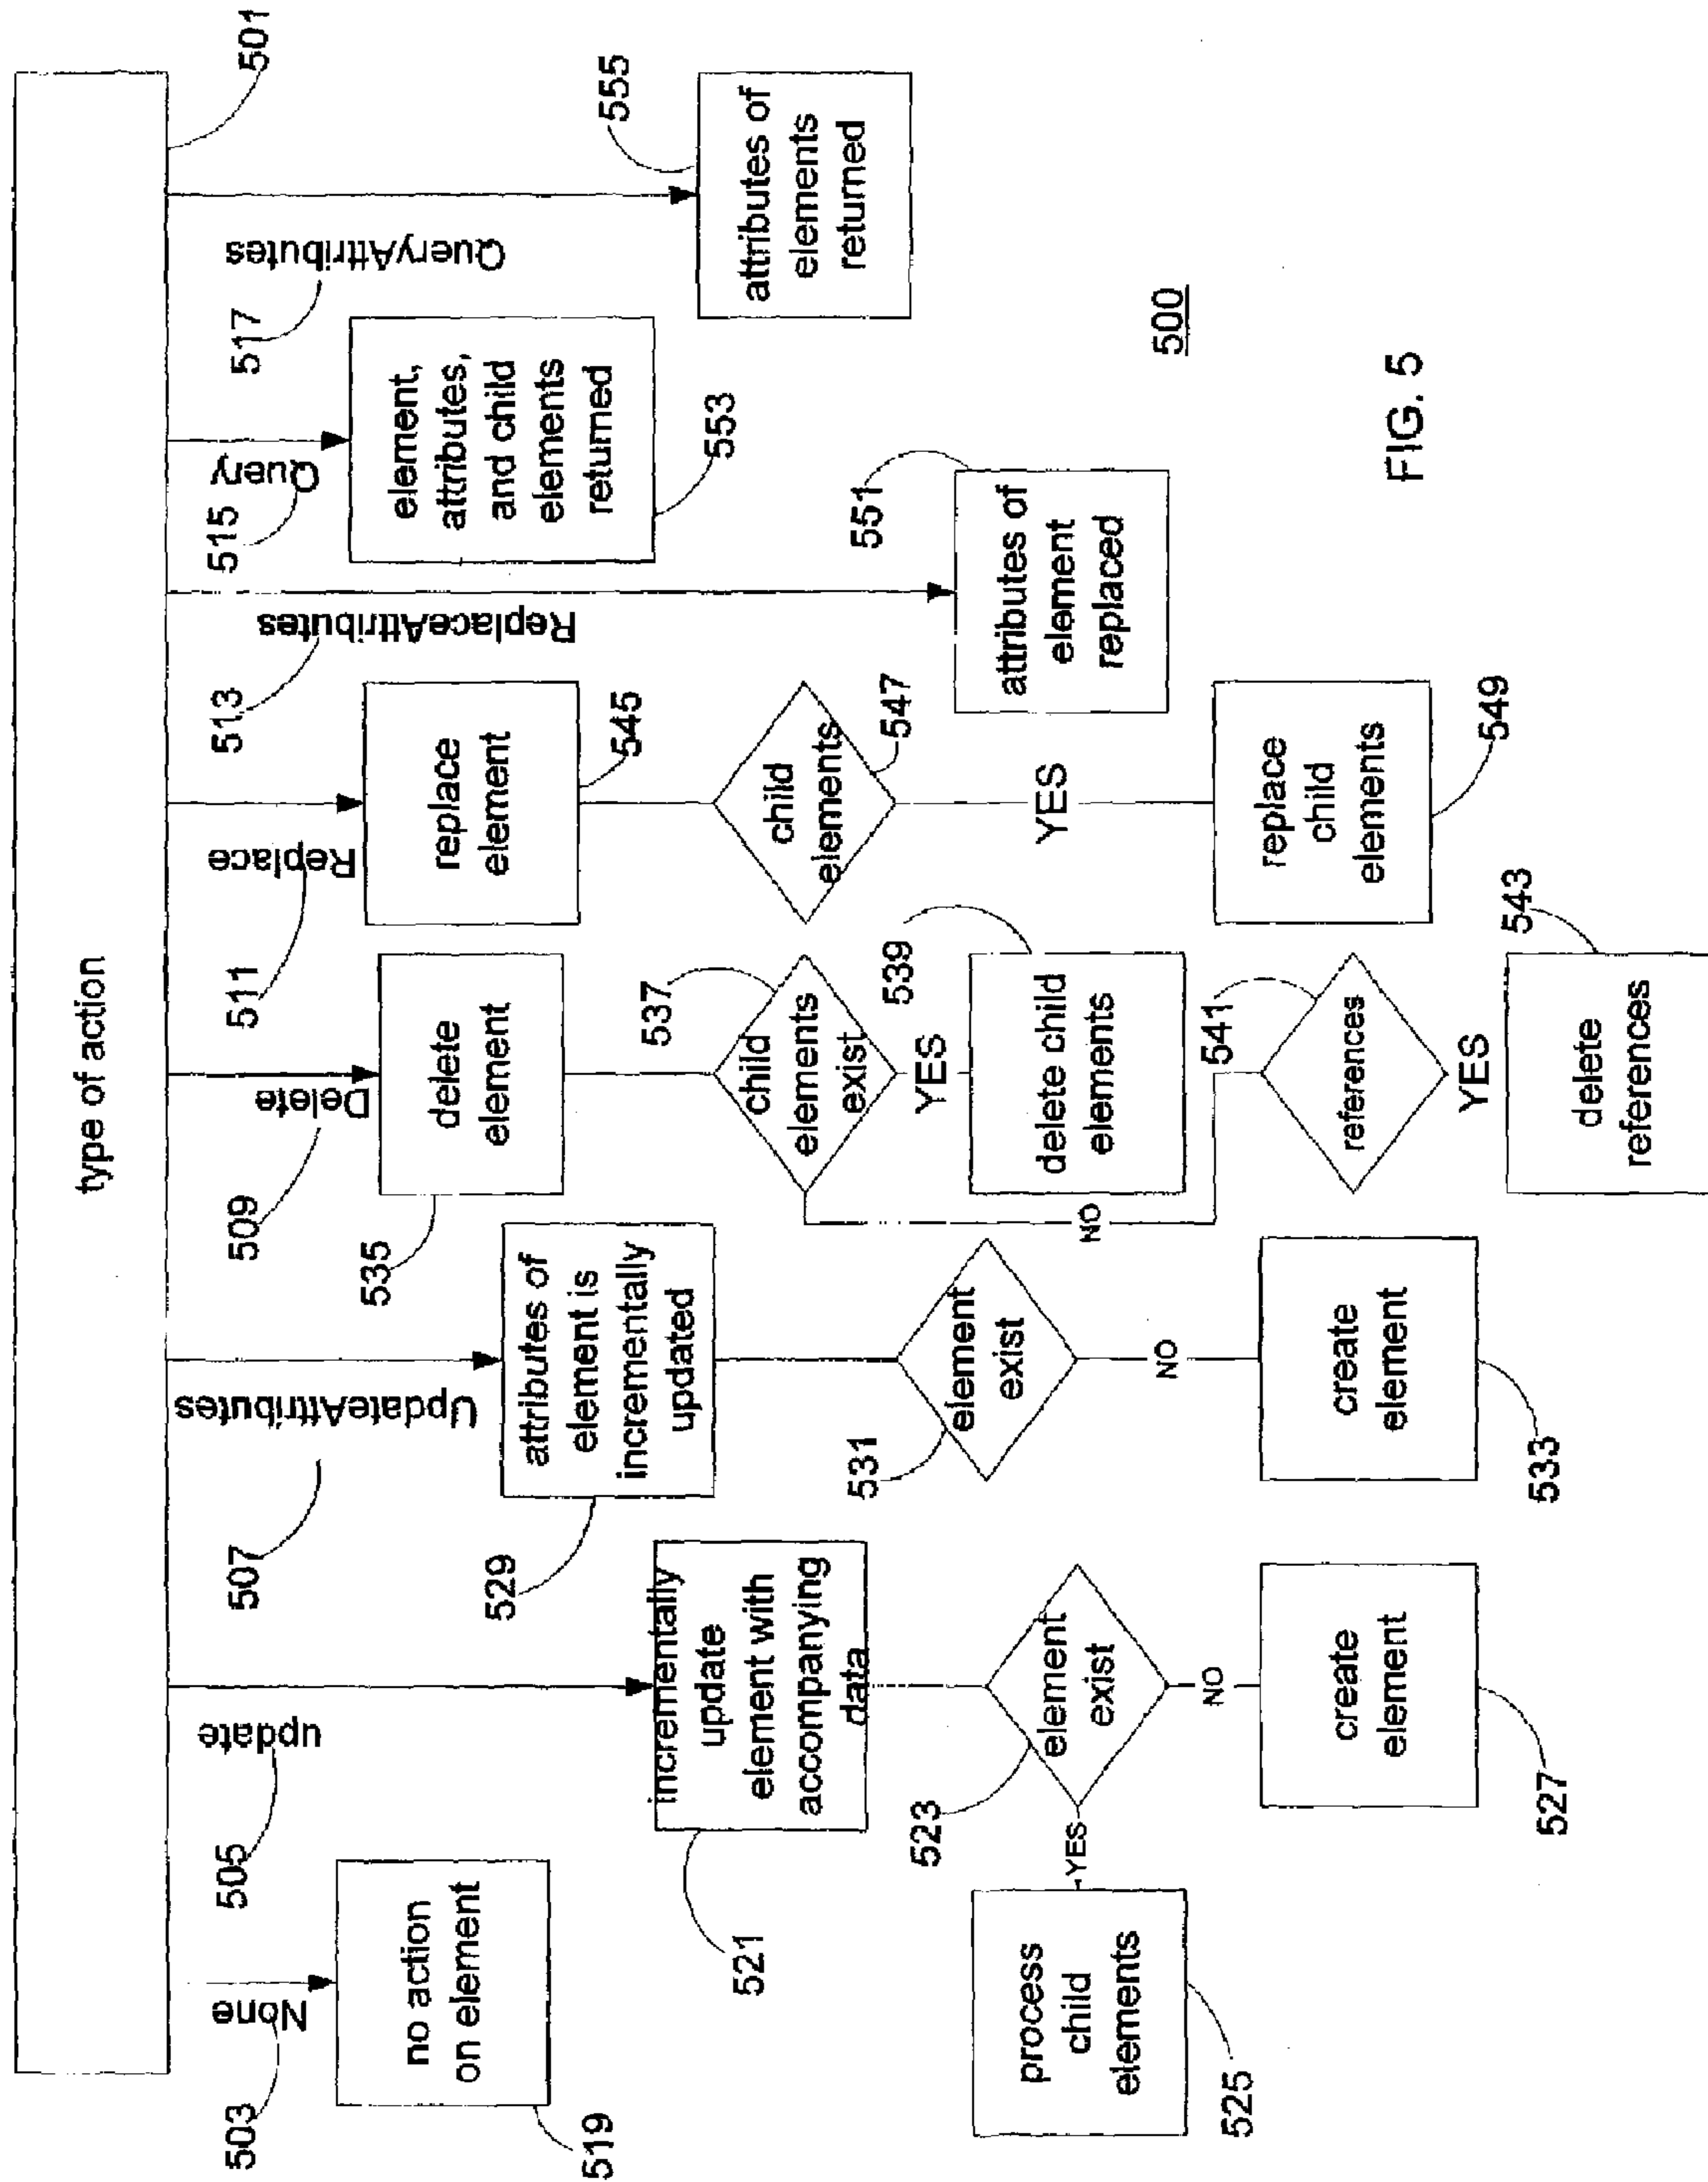 type of action
501
503
None
505
update
507
UpdateAttributes
509
Delete
511
Replace
513
ReplaceAttributes
515
Query
517
QueryAttributes
no action
on element
519
incrementally
update
element with
accompanying
data
521
element
exist
523
YES
process
child
elements
525
NO
create
element
527
attributes of
element is
incrementally
updated
529
element
exist
531
NO
create
element
533
delete
element
535
child
elements
exist
537
YES
delete child
elements
539
NO
references
541
YES
delete
references
543
replace
element
545
child
elements
547
YES
replace
child
elements
549
attributes of
element
replaced
551
element,
attributes,
and child
elements
returned
553
attributes of
elements
returned
555
500
FIG. 5